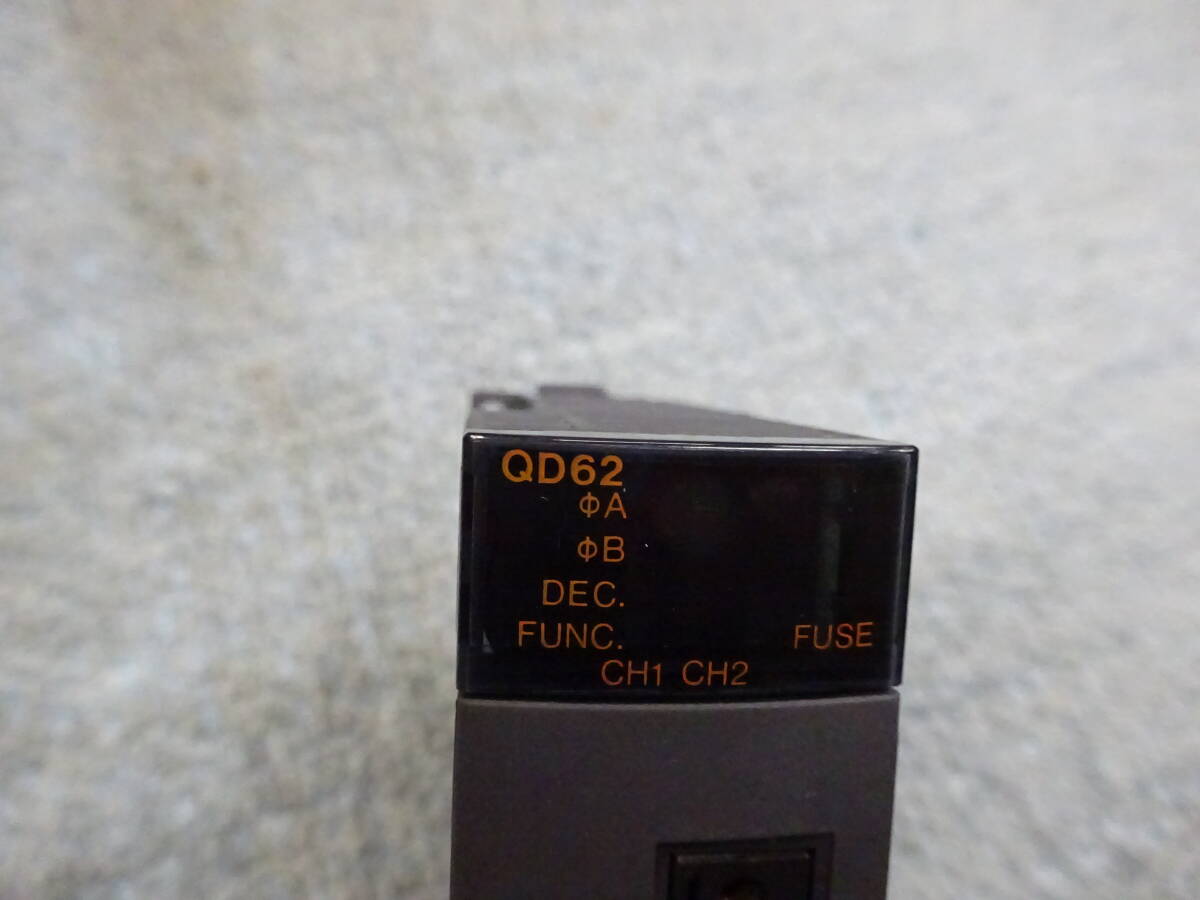 QD62
ΦA
ΦB
DEC.
FUNC. FUSE
CH1 CH2